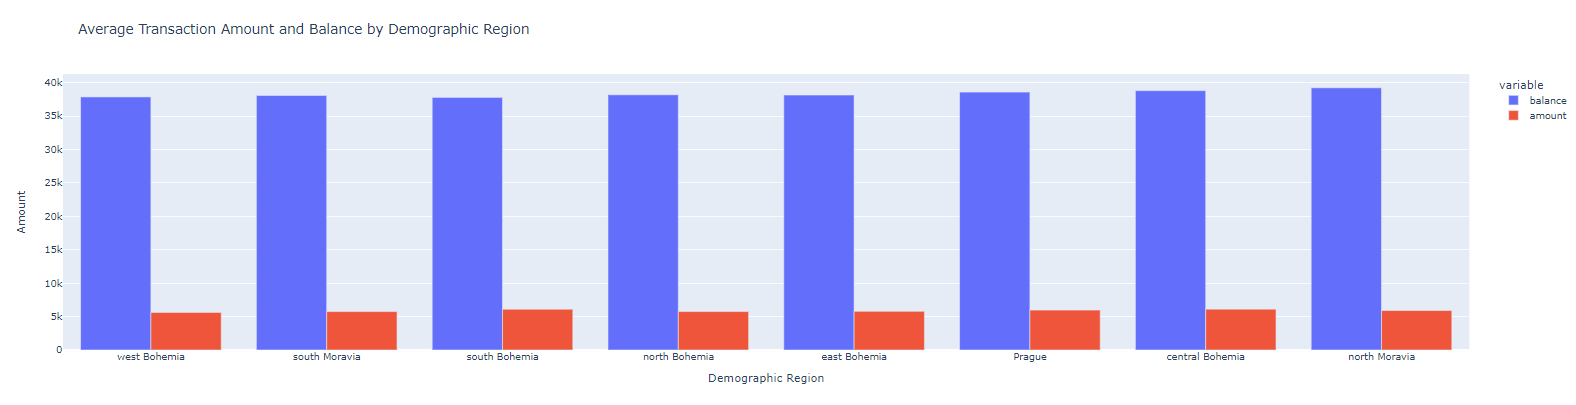 Average Transaction Amount and Balance by Demographic Region
variable
balance
amount
Amount
40k
35k
30k
25k
20k
15k
10k
5k
0
west Bohemia
south Moravia
south Bohemia
north Bohemia
east Bohemia
Prague
central Bohemia
north Moravia
Demographic Region